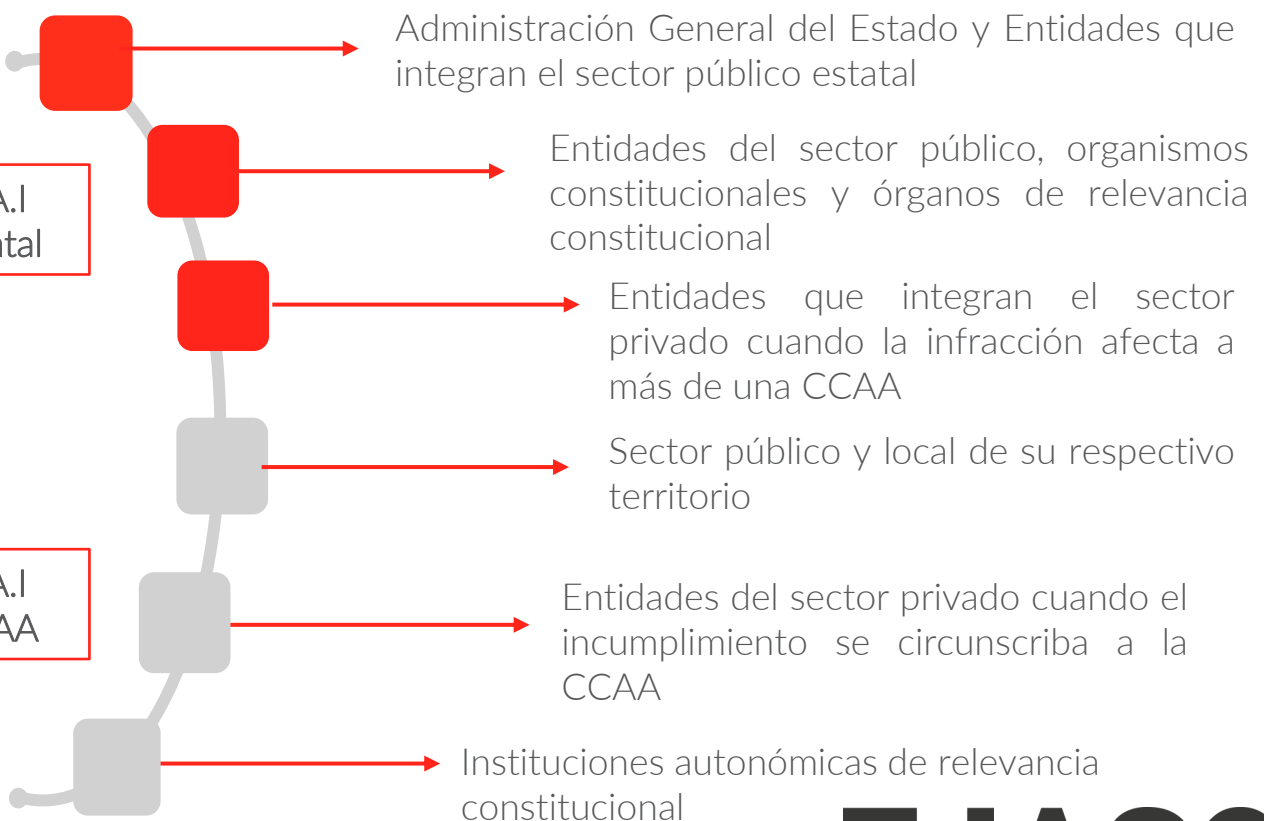 Administración General del Estado y Entidades que
integran el sector público estatal
Entidades del sector público, organismos
constitucionales y órganos de relevancia
constitucional
A.I
tal
Entidades que integran el sector
privado cuando la infracción afecta a
más de una CCAA
Sector público y local de su respectivo
territorio
A.I
AA
Entidades del sector privado cuando el
incumplimiento se circunscriba a la
CCAA
Instituciones autonómicas de relevancia
constitucional